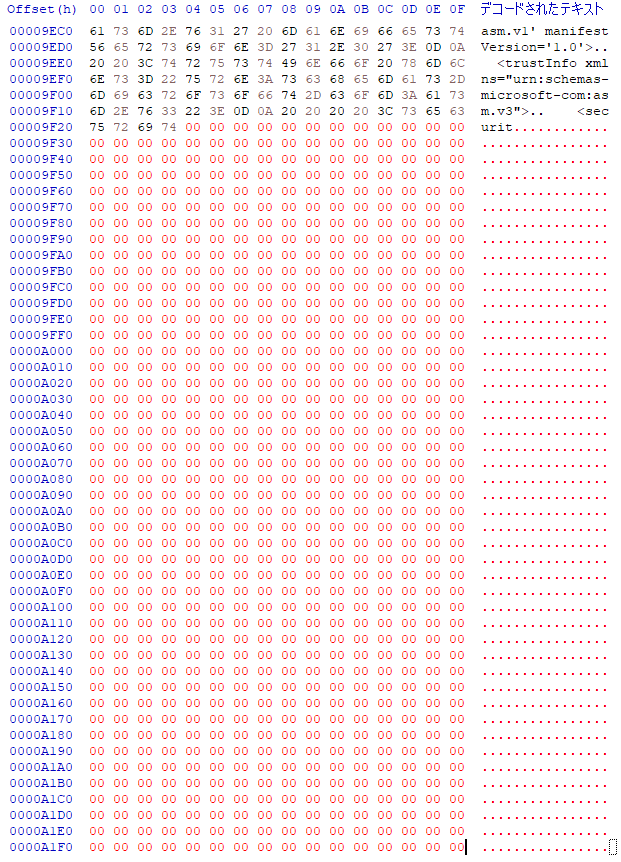 Offset(h) 00 01 02 03 04 05 06 07 08 09 0A 0B 0C 0D 0E 0F デコードされたテキスト
00009EC0 61 73 6D 2E 76 31 27 20 6D 61 6E 69 66 65 73 74 asm.v1' manifest
00009ED0 56 65 72 73 69 6F 6E 3D 27 31 2E 30 27 3E 0D 0A Version='1.0'>..
00009EE0 20 20 3C 74 72 75 73 74 49 6E 66 6F 20 78 6D 6C   <trustInfo xml
00009EF0 6E 73 3D 22 75 72 6E 3A 73 63 68 65 6D 61 73 2D ns="urn:schemas-
00009F00 6D 69 63 72 6F 73 6F 66 74 2D 63 6F 6D 3A 61 73 microsoft-com:as
00009F10 6D 2E 76 33 22 3E 0D 0A 20 20 20 20 3C 73 65 63 m.v3">..    <sec
00009F20 75 72 69 74 00 00 00 00 00 00 00 00 00 00 00 00 urit............
00009F30 00 00 00 00 00 00 00 00 00 00 00 00 00 00 00 00 ................
00009F40 00 00 00 00 00 00 00 00 00 00 00 00 00 00 00 00 ................
00009F50 00 00 00 00 00 00 00 00 00 00 00 00 00 00 00 00 ................
00009F60 00 00 00 00 00 00 00 00 00 00 00 00 00 00 00 00 ................
00009F70 00 00 00 00 00 00 00 00 00 00 00 00 00 00 00 00 ................
00009F80 00 00 00 00 00 00 00 00 00 00 00 00 00 00 00 00 ................
00009F90 00 00 00 00 00 00 00 00 00 00 00 00 00 00 00 00 ................
00009FA0 00 00 00 00 00 00 00 00 00 00 00 00 00 00 00 00 ................
00009FB0 00 00 00 00 00 00 00 00 00 00 00 00 00 00 00 00 ................
00009FC0 00 00 00 00 00 00 00 00 00 00 00 00 00 00 00 00 ................
00009FD0 00 00 00 00 00 00 00 00 00 00 00 00 00 00 00 00 ................
00009FE0 00 00 00 00 00 00 00 00 00 00 00 00 00 00 00 00 ................
00009FF0 00 00 00 00 00 00 00 00 00 00 00 00 00 00 00 00 ................
0000A000 00 00 00 00 00 00 00 00 00 00 00 00 00 00 00 00 ................
0000A010 00 00 00 00 00 00 00 00 00 00 00 00 00 00 00 00 ................
0000A020 00 00 00 00 00 00 00 00 00 00 00 00 00 00 00 00 ................
0000A030 00 00 00 00 00 00 00 00 00 00 00 00 00 00 00 00 ................
0000A040 00 00 00 00 00 00 00 00 00 00 00 00 00 00 00 00 ................
0000A050 00 00 00 00 00 00 00 00 00 00 00 00 00 00 00 00 ................
0000A060 00 00 00 00 00 00 00 00 00 00 00 00 00 00 00 00 ................
0000A070 00 00 00 00 00 00 00 00 00 00 00 00 00 00 00 00 ................
0000A080 00 00 00 00 00 00 00 00 00 00 00 00 00 00 00 00 ................
0000A090 00 00 00 00 00 00 00 00 00 00 00 00 00 00 00 00 ................
0000A0A0 00 00 00 00 00 00 00 00 00 00 00 00 00 00 00 00 ................
0000A0B0 00 00 00 00 00 00 00 00 00 00 00 00 00 00 00 00 ................
0000A0C0 00 00 00 00 00 00 00 00 00 00 00 00 00 00 00 00 ................
0000A0D0 00 00 00 00 00 00 00 00 00 00 00 00 00 00 00 00 ................
0000A0E0 00 00 00 00 00 00 00 00 00 00 00 00 00 00 00 00 ................
0000A0F0 00 00 00 00 00 00 00 00 00 00 00 00 00 00 00 00 ................
0000A100 00 00 00 00 00 00 00 00 00 00 00 00 00 00 00 00 ................
0000A110 00 00 00 00 00 00 00 00 00 00 00 00 00 00 00 00 ................
0000A120 00 00 00 00 00 00 00 00 00 00 00 00 00 00 00 00 ................
0000A130 00 00 00 00 00 00 00 00 00 00 00 00 00 00 00 00 ................
0000A140 00 00 00 00 00 00 00 00 00 00 00 00 00 00 00 00 ................
0000A150 00 00 00 00 00 00 00 00 00 00 00 00 00 00 00 00 ................
0000A160 00 00 00 00 00 00 00 00 00 00 00 00 00 00 00 00 ................
0000A170 00 00 00 00 00 00 00 00 00 00 00 00 00 00 00 00 ................
0000A180 00 00 00 00 00 00 00 00 00 00 00 00 00 00 00 00 ................
0000A190 00 00 00 00 00 00 00 00 00 00 00 00 00 00 00 00 ................
0000A1A0 00 00 00 00 00 00 00 00 00 00 00 00 00 00 00 00 ................
0000A1B0 00 00 00 00 00 00 00 00 00 00 00 00 00 00 00 00 ................
0000A1C0 00 00 00 00 00 00 00 00 00 00 00 00 00 00 00 00 ................
0000A1D0 00 00 00 00 00 00 00 00 00 00 00 00 00 00 00 00 ................
0000A1E0 00 00 00 00 00 00 00 00 00 00 00 00 00 00 00 00 ................
0000A1F0 00 00 00 00 00 00 00 00 00 00 00 00 00 00 00 00 ................